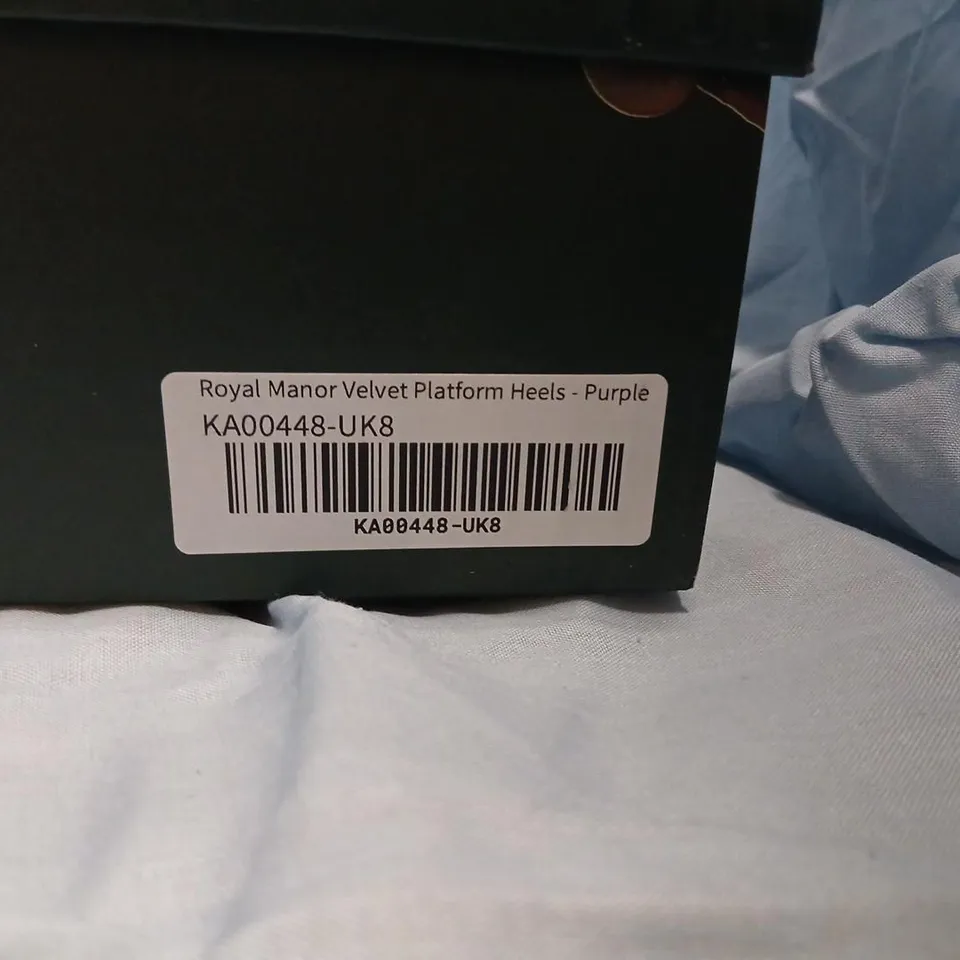 Royal Manor Velvet Platform Heels - Purple
KA00448-UK8
KA00448-UK8